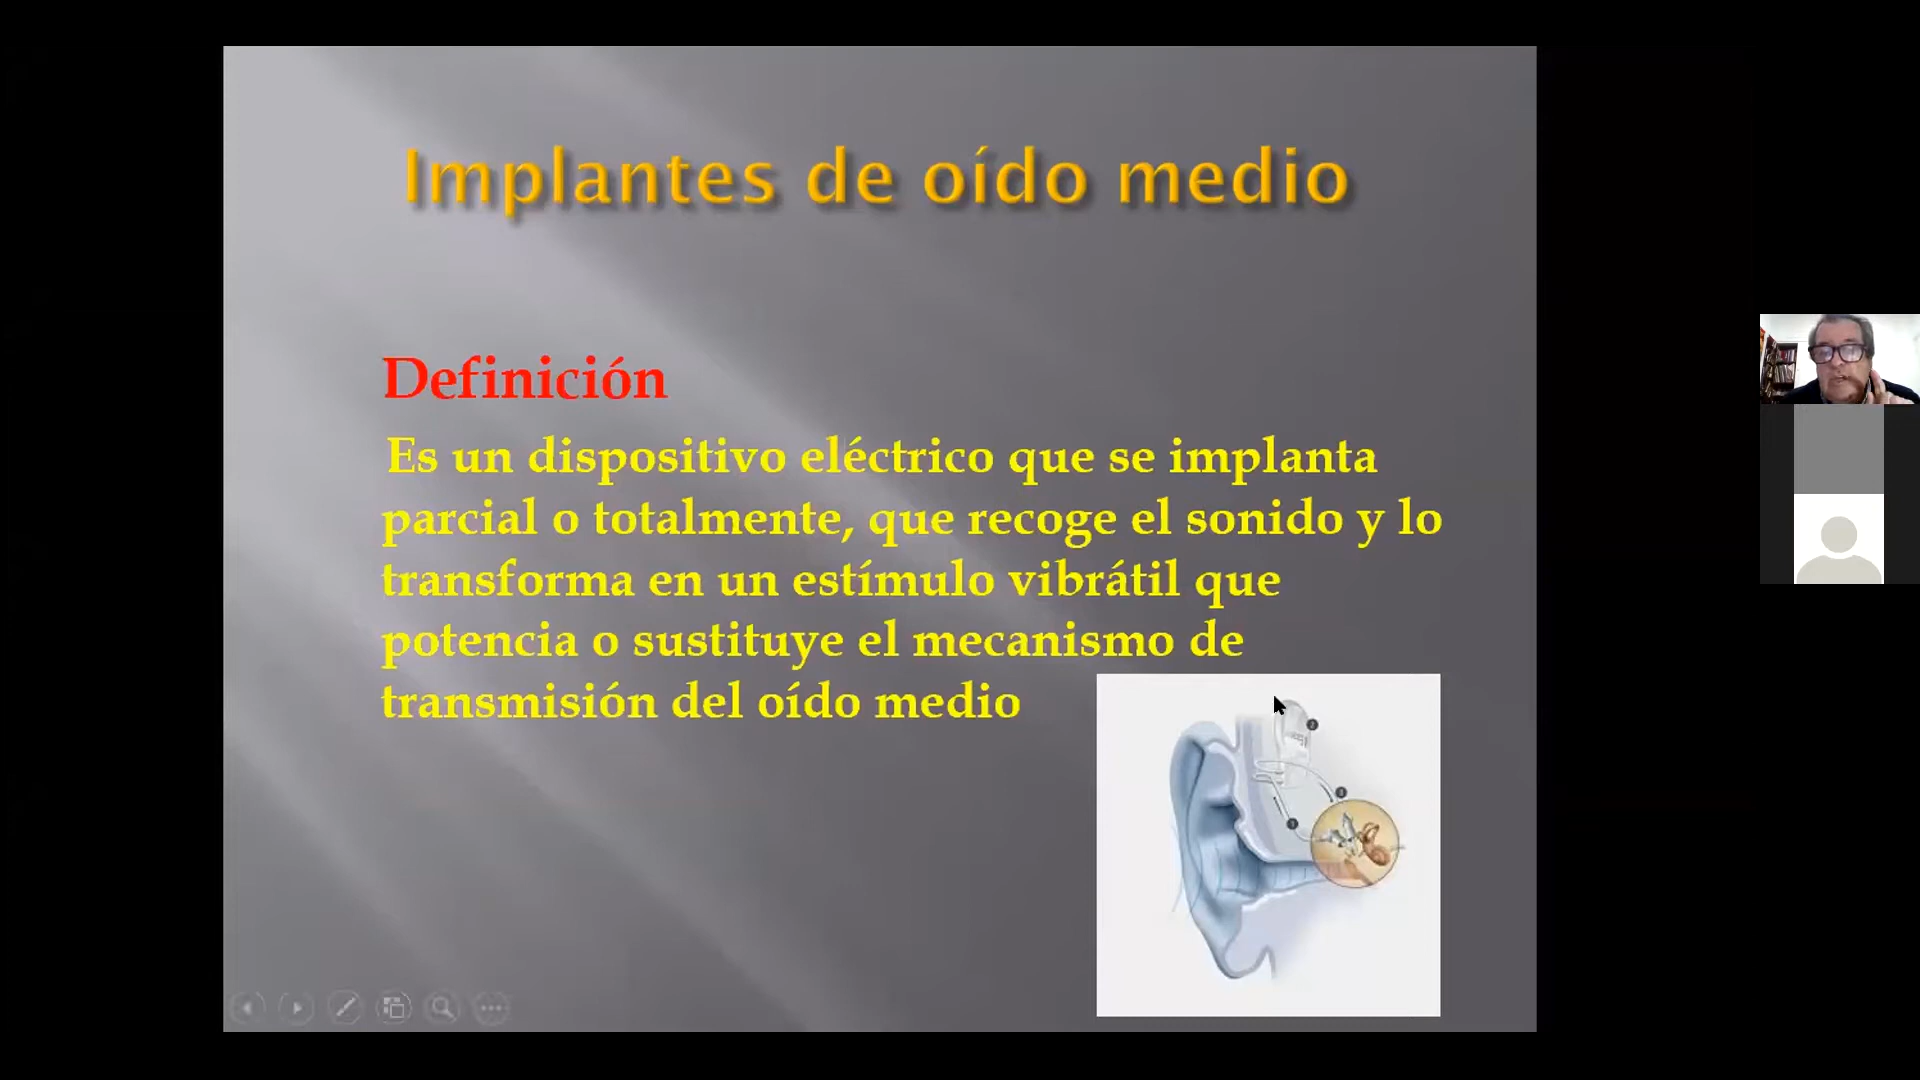 Implantes de oído medio
Definición
Es un dispositivo eléctrico que se implanta
parcial o totalmente, que recoge el sonido y lo
transforma en un estímulo vibrátil que
potencia o sustituye el mecanismo de
transmisión del oído medio